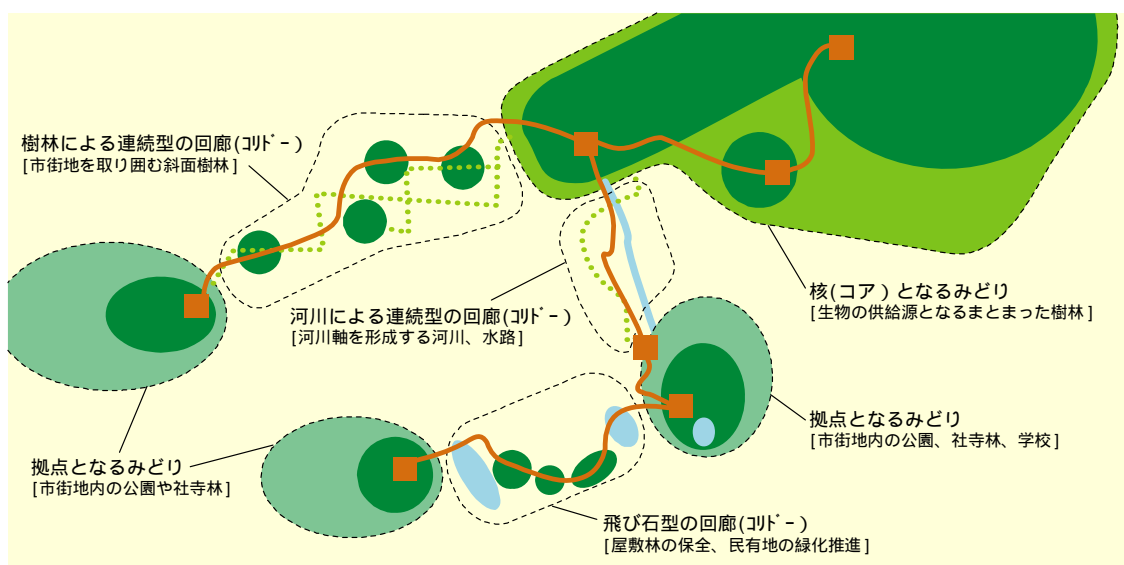 樹林による連続型の回廊(ｺﾘﾄﾞｰ)
[市街地を取り囲む斜面樹林]
核(コア)となるみどり
[生物の供給源となるまとまった樹林]
河川による連続型の回廊(ｺﾘﾄﾞｰ)
[河川軸を形成する河川、水路]
拠点となるみどり
[市街地内の公園、社寺林、学校]
拠点となるみどり
[市街地内の公園や社寺林]
飛び石型の回廊(ｺﾘﾄﾞｰ)
[屋敷林の保全、民有地の緑化推進]